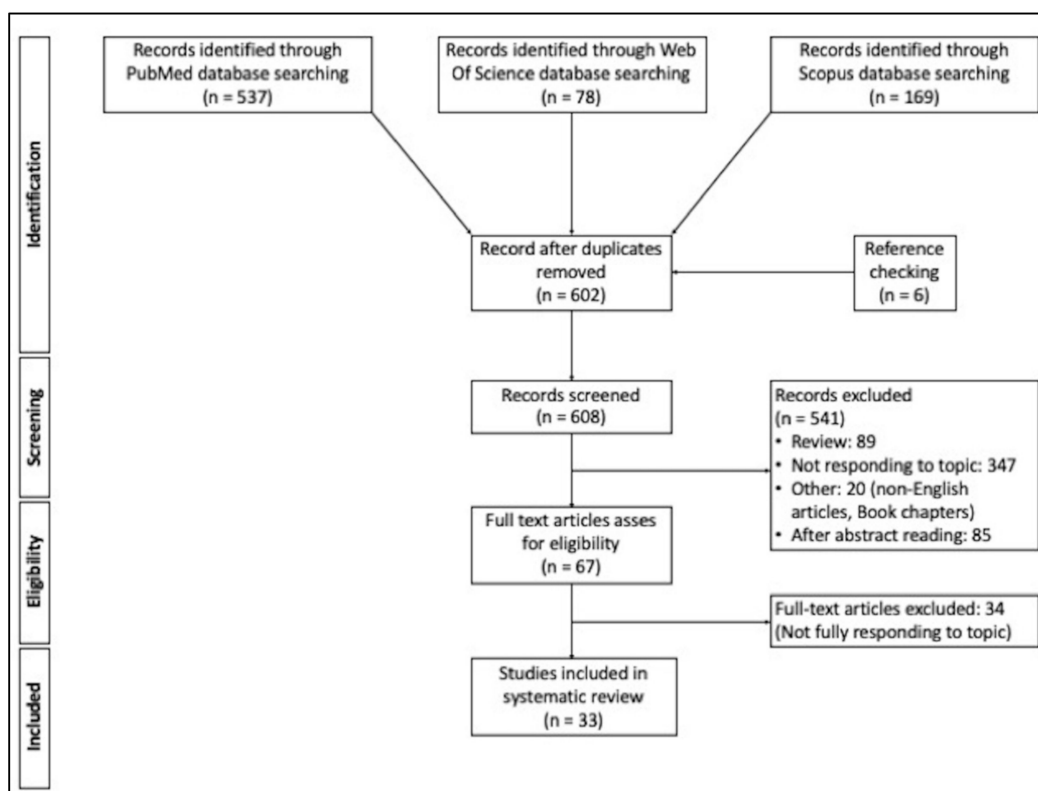 Identification
Records identified through
PubMed database searching
(n = 537)
Records identified through Web
Of Science database searching
(n = 78)
Records identified through
Scopus database searching
(n = 169)
Record after duplicates
removed
(n = 602)
Reference
checking
(n = 6)
Screening
Records screened
(n = 608)
Records excluded
(n = 541)
• Review: 89
• Not responding to topic: 347
• Other: 20 (non-English
articles, Book chapters)
• After abstract reading: 85
Eligibility
Full text articles asses
for eligibility
(n = 67)
Full-text articles excluded: 34
(Not fully responding to topic)
Included
Studies included in
systematic review
(n = 33)